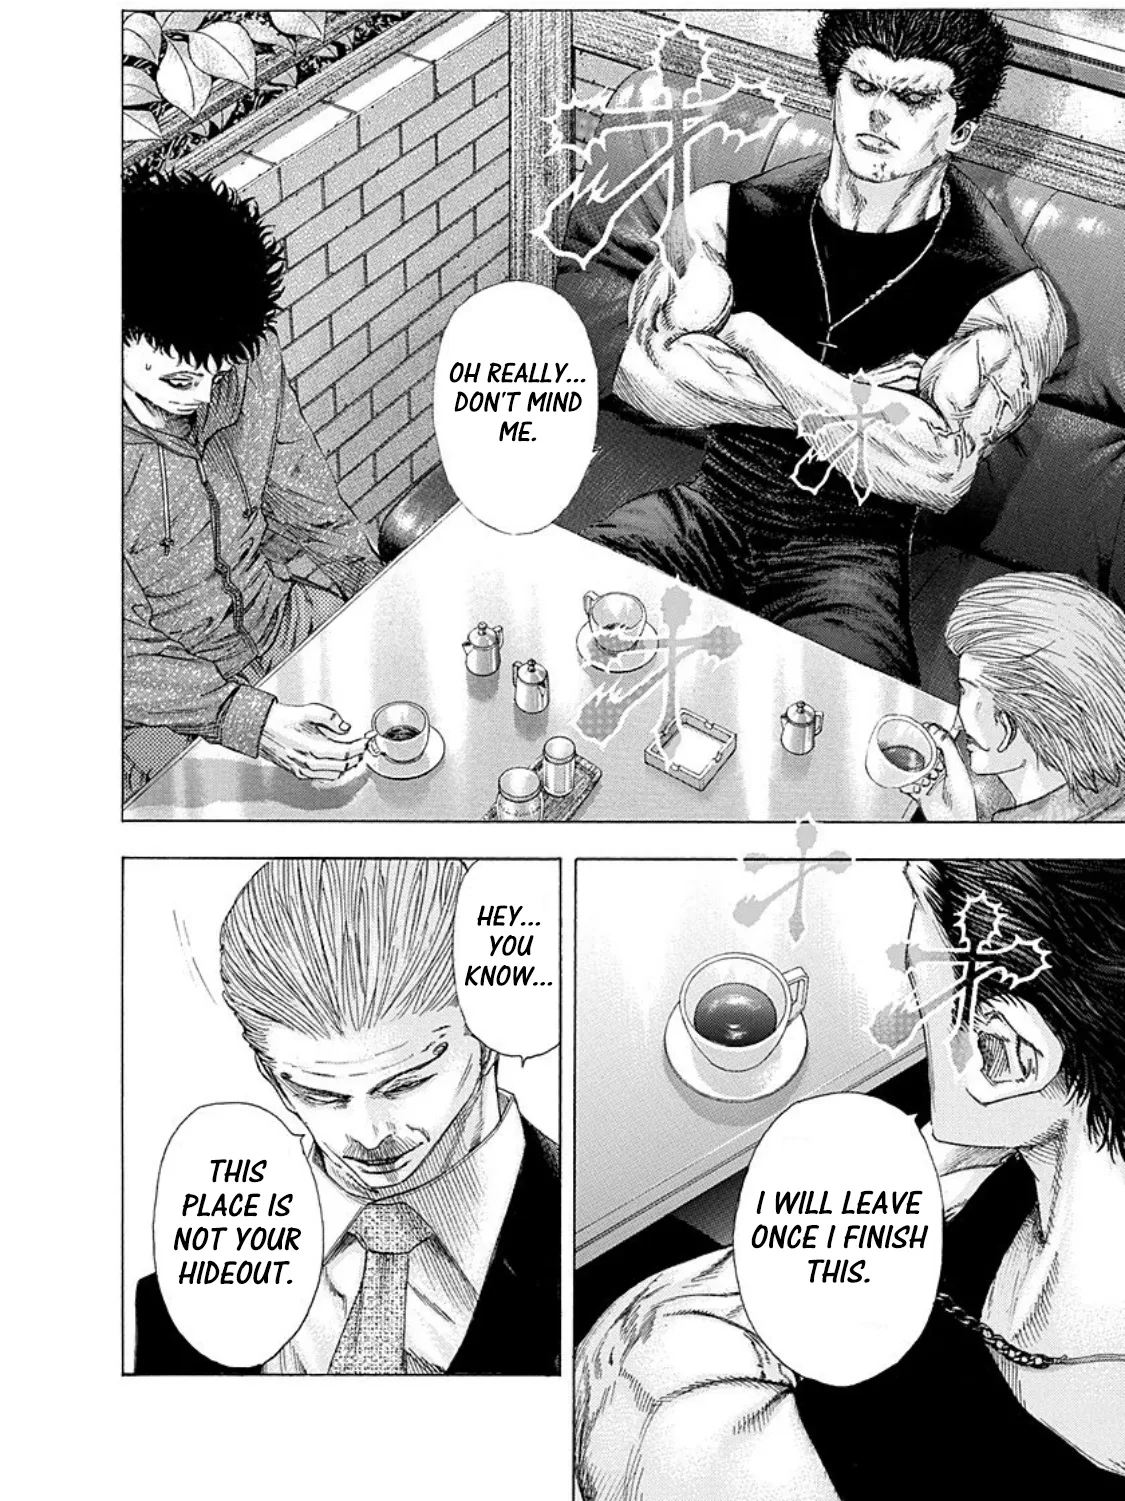 OH REALLY...
DON'T MIND
ME.
I WILL LEAVE
ONCE I FINISH
THIS.
HEY...
YOU
KNOW...
THIS
PLACE IS
NOT YOUR
HIDEOUT.